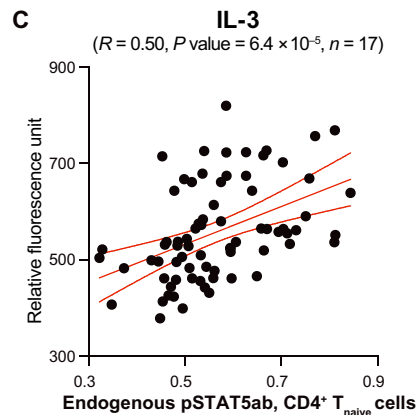 C
IL-3
(R = 0.50, P value = 6.4 × 10⁻⁵, n = 17)
Relative fluorescence unit
900
700
500
300
0.3 0.5 0.7 0.9
Endogenous pSTAT5ab, CD4⁺ T_naive cells